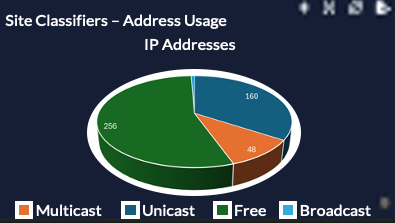 Site Classifiers – Address Usage
IP Addresses
160
256
48
Multicast Unicast Free Broadcast